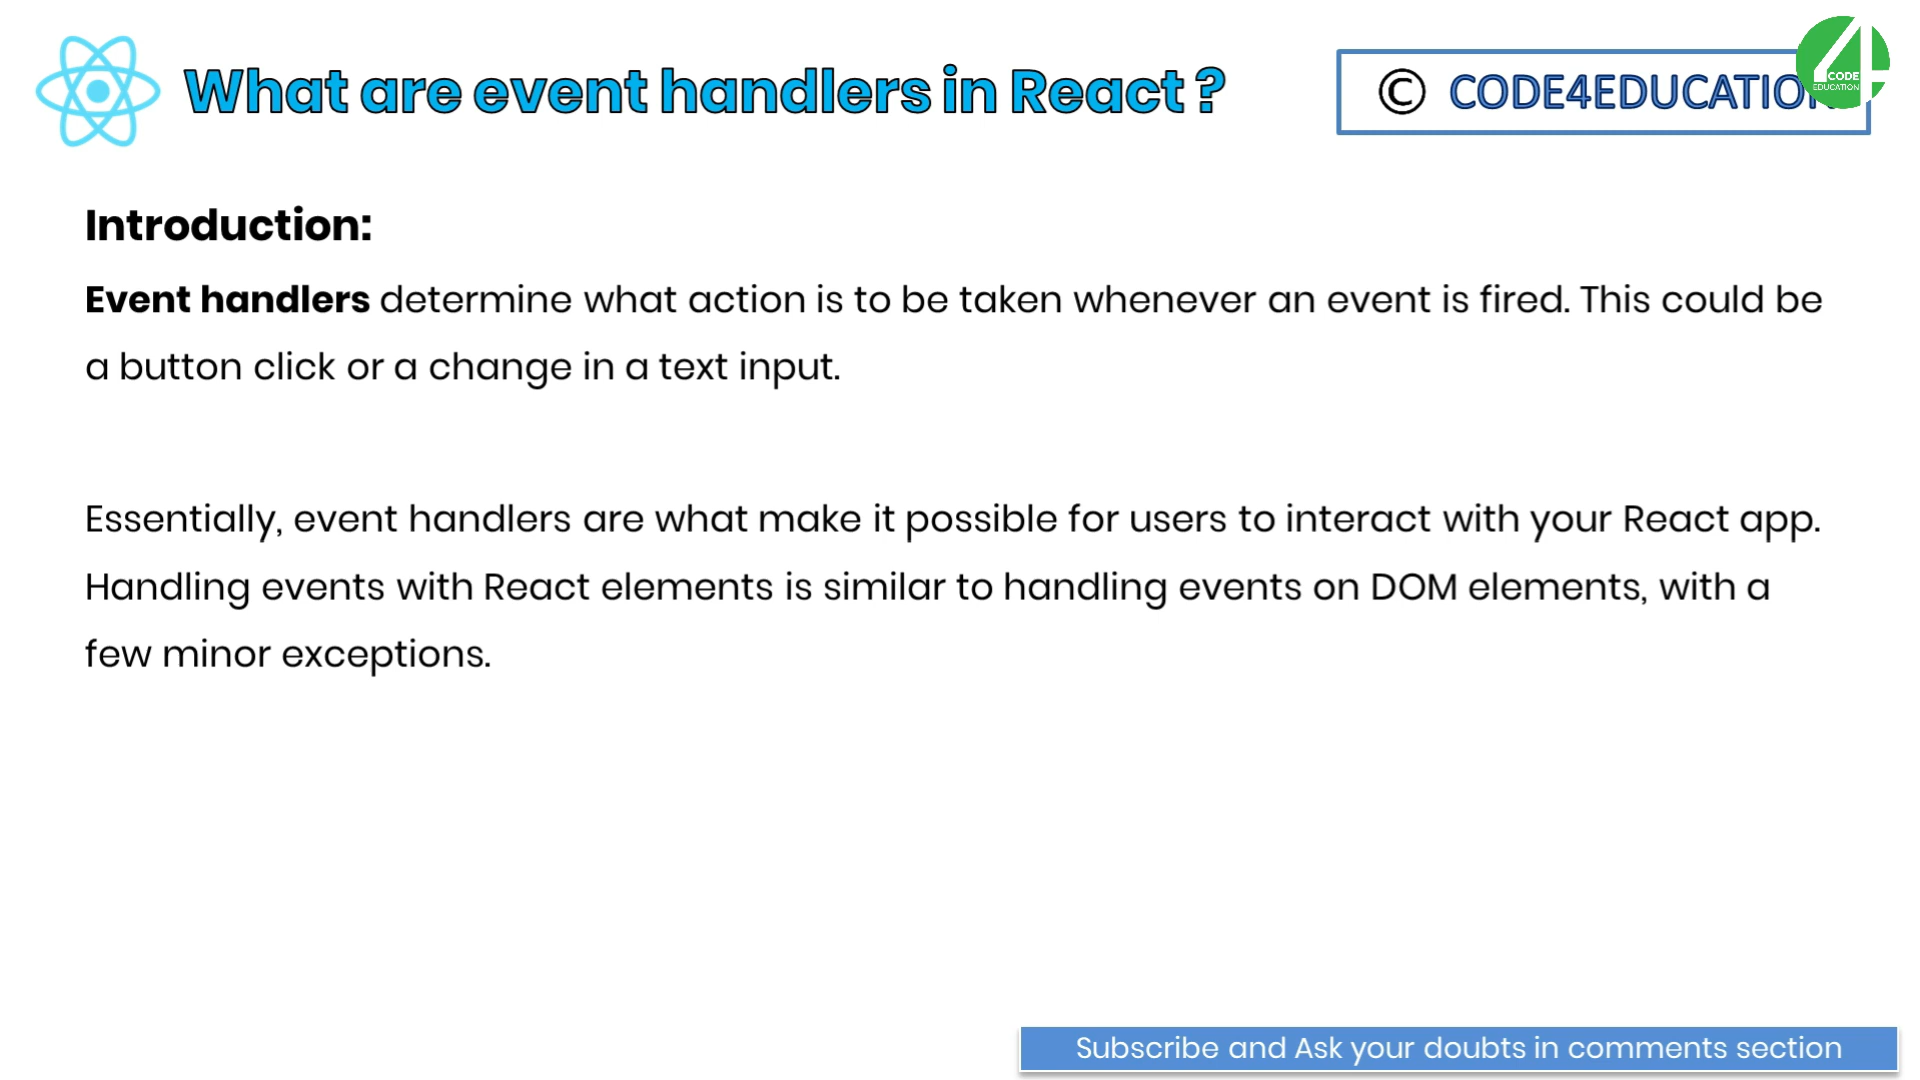 What are event handlers in React ?
© CODE4EDUCATION
CODE
EDUCATION
Introduction:
Event handlers determine what action is to be taken whenever an event is fired. This could be
a button click or a change in a text input.
Essentially, event handlers are what make it possible for users to interact with your React app.
Handling events with React elements is similar to handling events on DOM elements, with a
few minor exceptions.
Subscribe and Ask your doubts in comments section